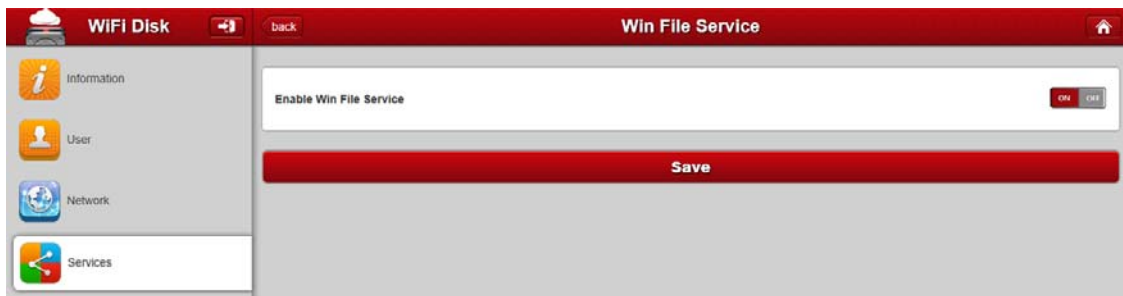 WiFi Disk
back
Win File Service
Information
Enable Win File Service
ON OFF
User
Save
Network
Services